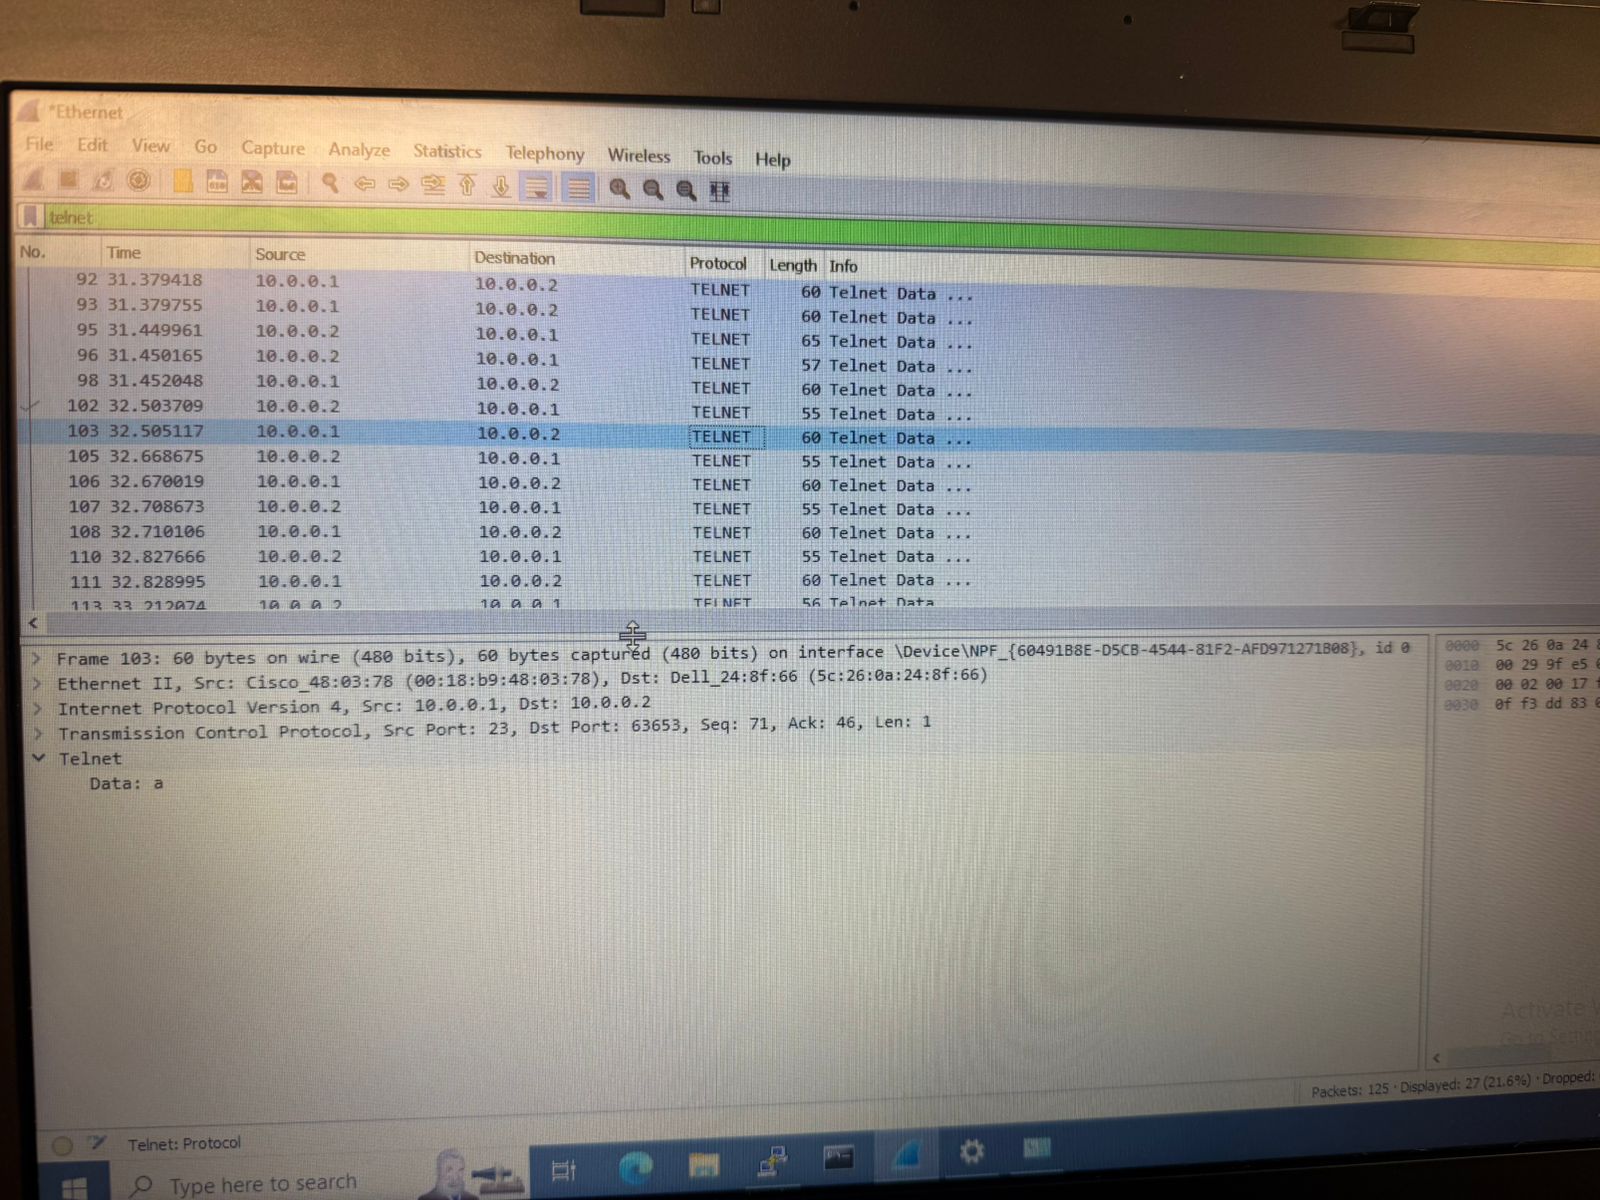 *Ethernet
File Edit View Go Capture Analyze Statistics Telephony Wireless Tools Help
telnet
No. Time Source Destination Protocol Length Info
92 31.379418 10.0.0.1 10.0.0.2 TELNET 60 Telnet Data ...
93 31.379755 10.0.0.1 10.0.0.2 TELNET 60 Telnet Data ...
95 31.449961 10.0.0.2 10.0.0.1 TELNET 65 Telnet Data ...
96 31.450165 10.0.0.2 10.0.0.1 TELNET 57 Telnet Data ...
98 31.452048 10.0.0.1 10.0.0.2 TELNET 60 Telnet Data ...
102 32.503709 10.0.0.2 10.0.0.1 TELNET 55 Telnet Data ...
103 32.505117 10.0.0.1 10.0.0.2 TELNET 60 Telnet Data ...
105 32.668675 10.0.0.2 10.0.0.1 TELNET 55 Telnet Data ...
106 32.670019 10.0.0.1 10.0.0.2 TELNET 60 Telnet Data ...
107 32.708673 10.0.0.2 10.0.0.1 TELNET 55 Telnet Data ...
108 32.710106 10.0.0.1 10.0.0.2 TELNET 60 Telnet Data ...
110 32.827666 10.0.0.2 10.0.0.1 TELNET 55 Telnet Data ...
111 32.828995 10.0.0.1 10.0.0.2 TELNET 60 Telnet Data ...
113 33.212074 10.0.0.2 10.0.0.1 TELNET 56 Telnet Data
Frame 103: 60 bytes on wire (480 bits), 60 bytes captured (480 bits) on interface \Device\NPF_{60491B8E-D5CB-4544-81F2-AFD971271B08}, id 0
Ethernet II, Src: Cisco_48:03:78 (00:18:b9:48:03:78), Dst: Dell_24:8f:66 (5c:26:0a:24:8f:66)
Internet Protocol Version 4, Src: 10.0.0.1, Dst: 10.0.0.2
Transmission Control Protocol, Src Port: 23, Dst Port: 63653, Seq: 71, Ack: 46, Len: 1
Telnet
Data: a
0000 5c 26 0a 24
0010 00 29 9f e5
0020 00 02 00 17
0030 0f f3 dd 83
Activate
Go to
Packets: 125 · Displayed: 27 (21.6%) · Dropped:
Telnet: Protocol
Type here to search